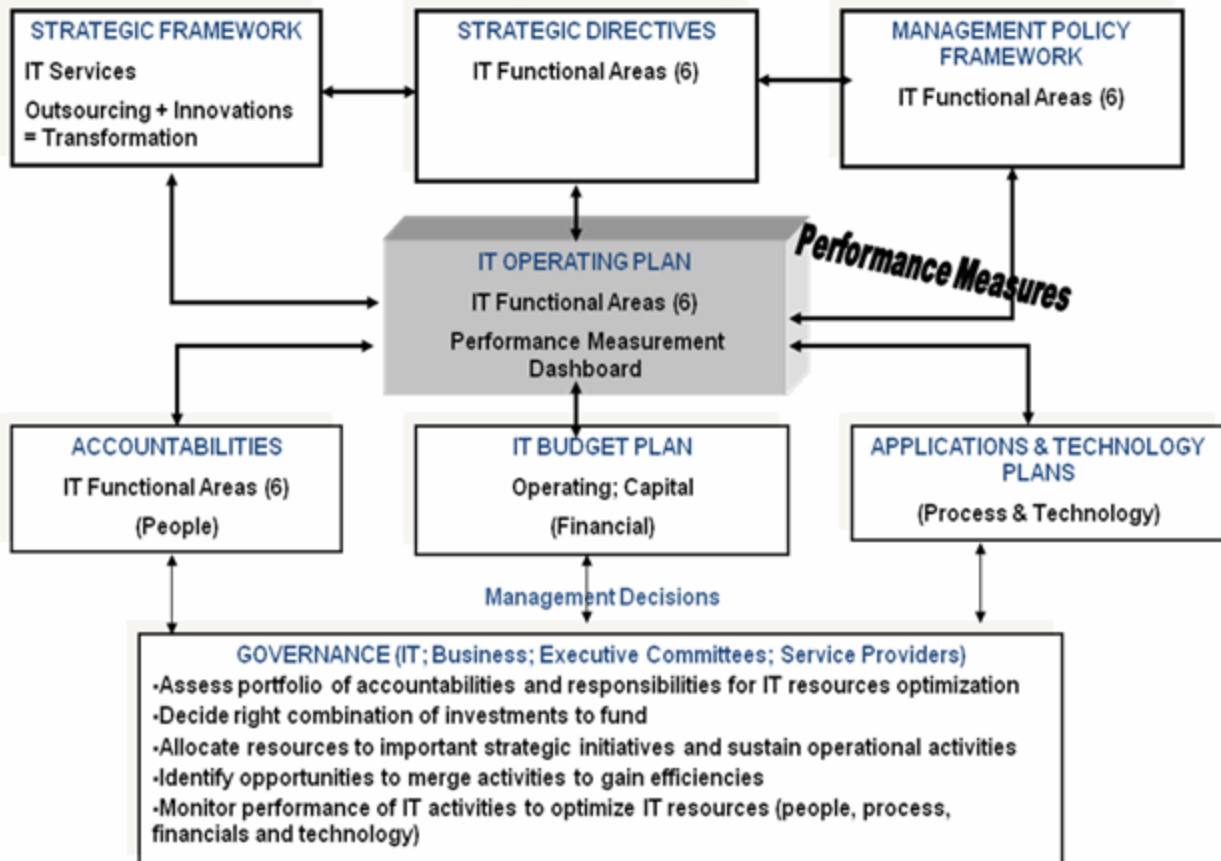 STRATEGIC FRAMEWORK
IT Services
Outsourcing + Innovations
= Transformation
STRATEGIC DIRECTIVES
IT Functional Areas (6)
MANAGEMENT POLICY
FRAMEWORK
IT Functional Areas (6)
IT OPERATING PLAN
IT Functional Areas (6)
Performance Measurement
Dashboard
Performance Measures
ACCOUNTABILITIES
IT Functional Areas (6)
(People)
IT BUDGET PLAN
Operating; Capital
(Financial)
APPLICATIONS & TECHNOLOGY
PLANS
(Process & Technology)
Management Decisions
GOVERNANCE (IT; Business; Executive Committees; Service Providers)
•Assess portfolio of accountabilities and responsibilities for IT resources optimization
•Decide right combination of investments to fund
•Allocate resources to important strategic initiatives and sustain operational activities
•Identify opportunities to merge activities to gain efficiencies
•Monitor performance of IT activities to optimize IT resources (people, process,
financials and technology)